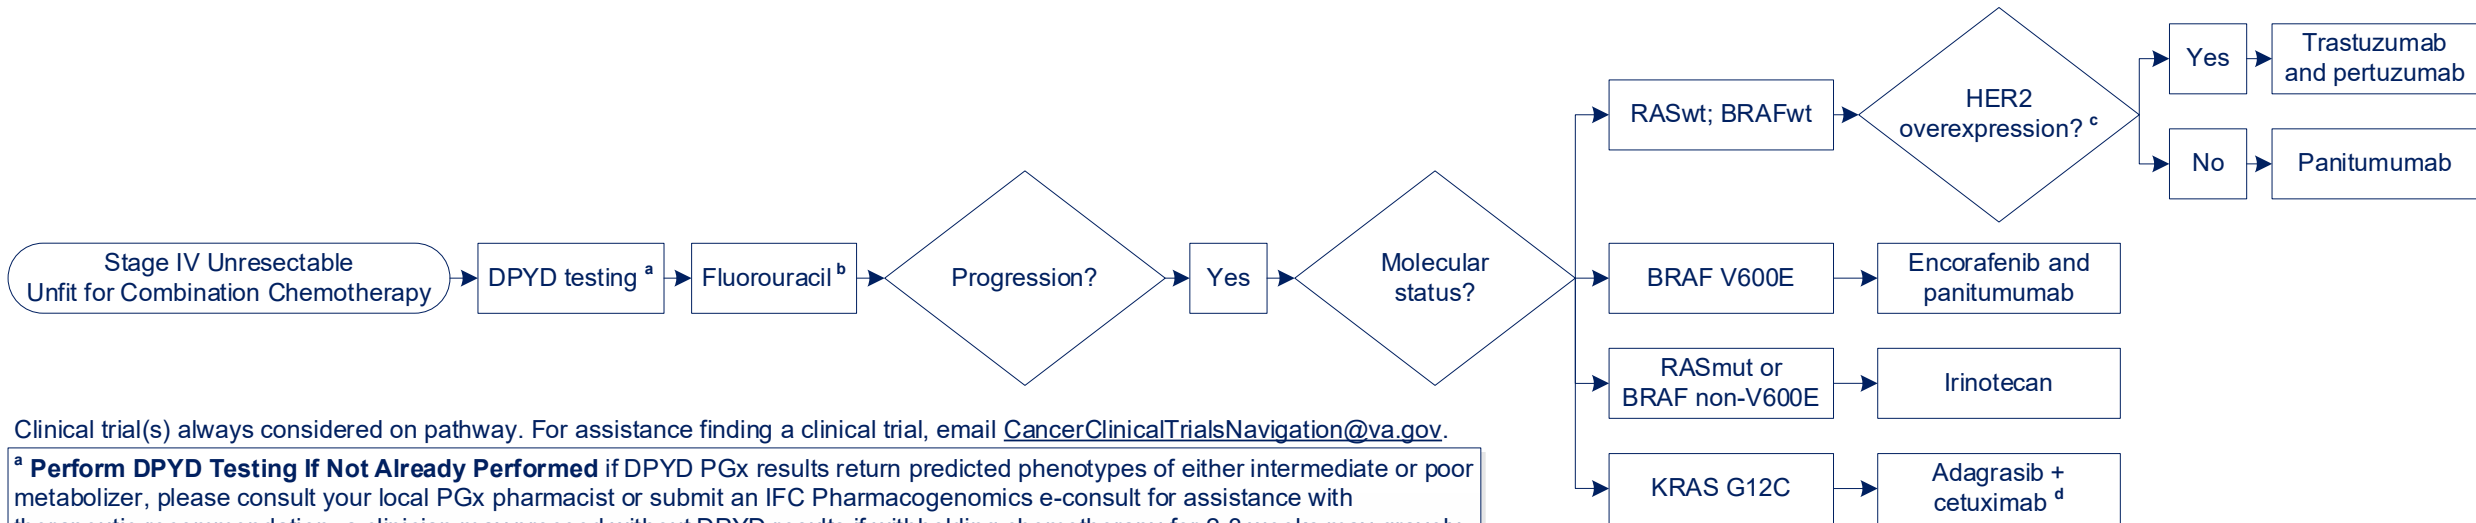 Stage IV Unresectable
Unfit for Combination Chemotherapy
DPYD testing a
Fluorouracil b
Progression?
Yes
Molecular
status?
RASwt; BRAFwt
HER2
overexpression? c
Yes
Trastuzumab
and pertuzumab
No
Panitumumab
BRAF V600E
Encorafenib and
panitumumab
RASmut or
BRAF non-V600E
Irinotecan
KRAS G12C
Adagrasib +
cetuximab d
Clinical trial(s) always considered on pathway. For assistance finding a clinical trial, email CancerClinicalTrialsNavigation@va.gov.
a Perform DPYD Testing If Not Already Performed if DPYD PGx results return predicted phenotypes of either intermediate or poor
metabolizer, please consult your local PGx pharmacist or submit an IFC Pharmacogenomics e-consult for assistance with